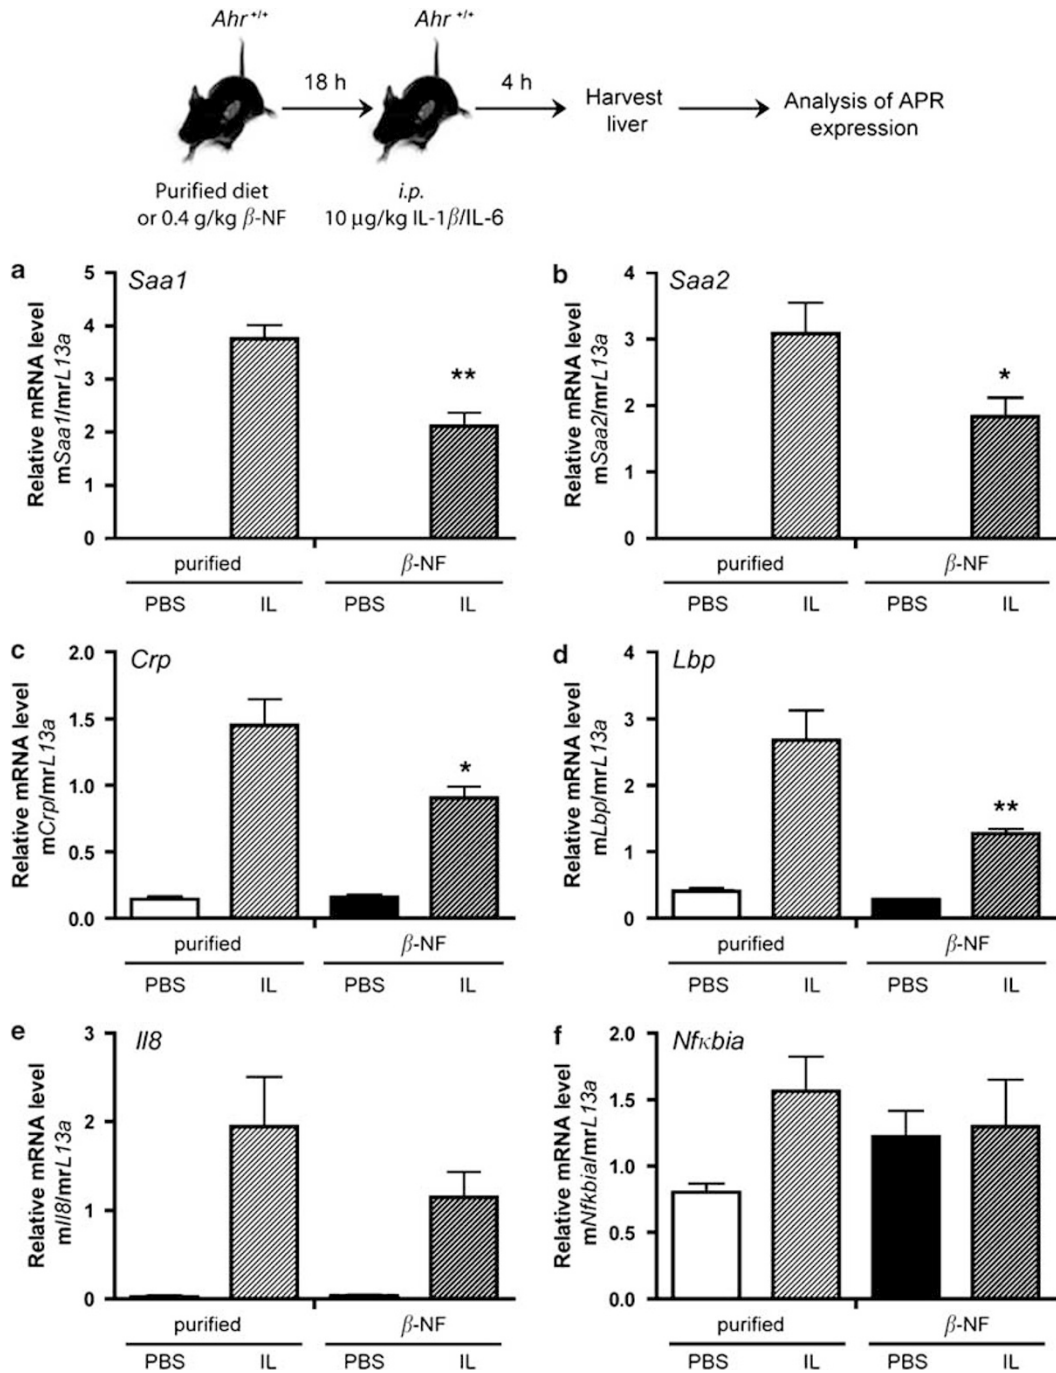 Ahr +/+
Ahr +/+
18 h
4 h
Harvest
liver
Analysis of APR
expression
Purified diet
or 0.4 g/kg β-NF
i.p.
10 µg/kg IL-1β/IL-6
a
Saa1
Relative mRNA level
mSaa1/mrL13a
5
4
3
2
1
0
**
purified
β-NF
PBS
IL
PBS
IL
b
Saa2
Relative mRNA level
mSaa2/mrL13a
4
3
2
1
0
*
purified
β-NF
PBS
IL
PBS
IL
c
Crp
Relative mRNA level
mCrp/mrL13a
2.0
1.5
1.0
0.5
0.0
*
purified
β-NF
PBS
IL
PBS
IL
d
Lbp
Relative mRNA level
mLbp/mrL13a
4
3
2
1
0
**
purified
β-NF
PBS
IL
PBS
IL
e
Il8
Relative mRNA level
mIl8/mrL13a
3
2
1
0
purified
β-NF
PBS
IL
PBS
IL
f
Nfκbia
Relative mRNA level
mNfkbia/mrL13a
2.0
1.5
1.0
0.5
0.0
purified
β-NF
PBS
IL
PBS
IL